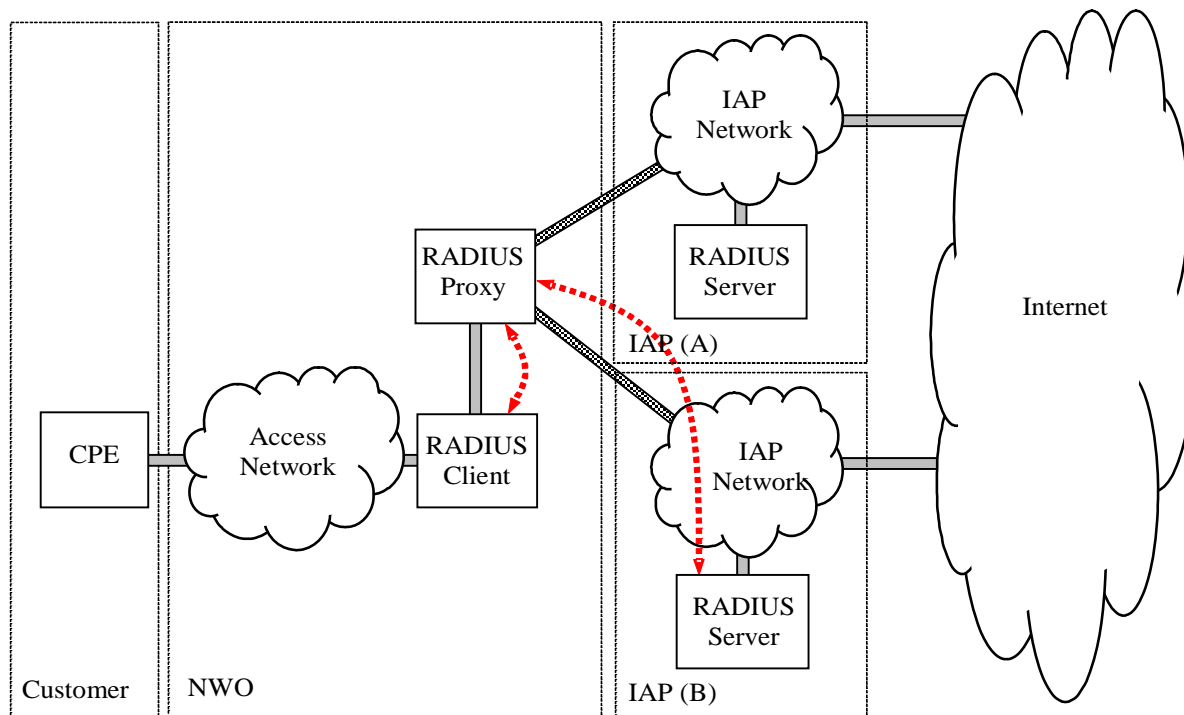 IAP
Network
RADIUS
Proxy
RADIUS
Server
Internet
IAP (A)
CPE
Access
Network
RADIUS
Client
IAP
Network
RADIUS
Server
Customer
NWO
IAP (B)